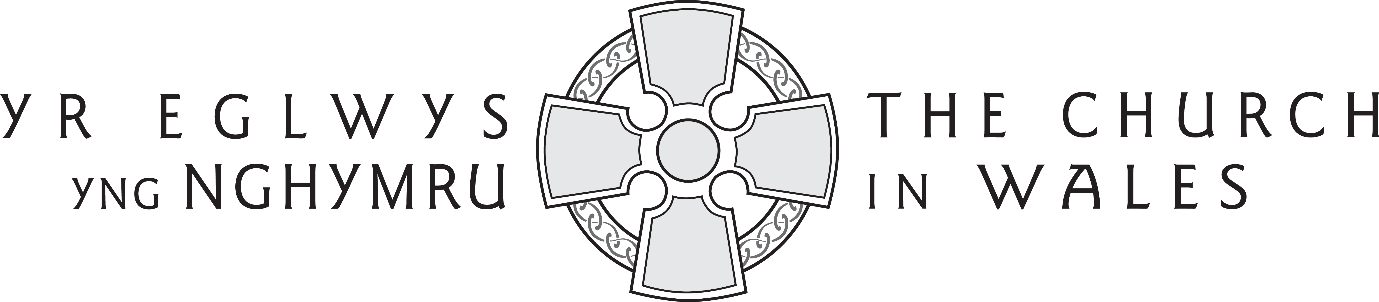 YR EGLWYS
YNG NGHYMRU
THE CHURCH
IN WALES